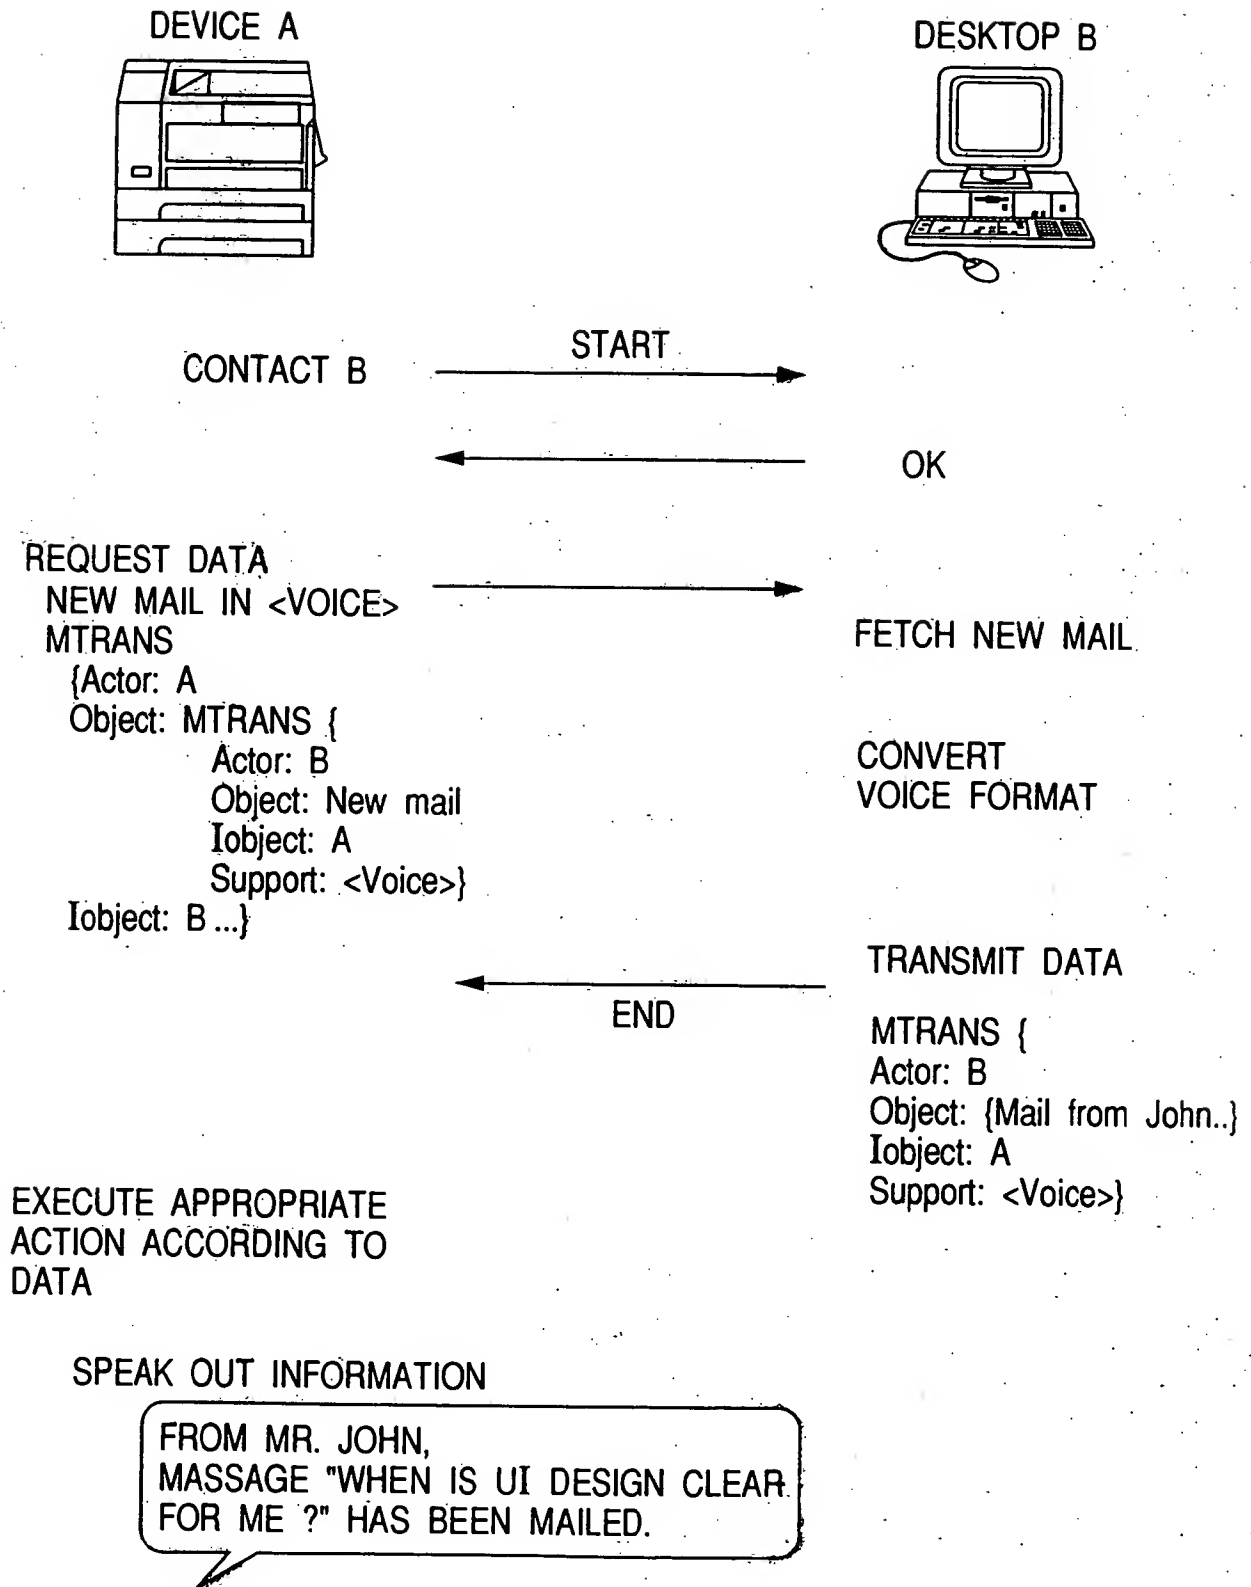 DEVICE A
DESKTOP B
START
CONTACT B
OK
REQUEST DATA
NEW MAIL IN <VOICE>
MTRANS
{Actor: A
Object: MTRANS {
Actor: B
Object: New mail
Iobject: A
Support: <Voice>}
Iobject: B ...}
FETCH NEW MAIL
CONVERT
VOICE FORMAT
TRANSMIT DATA
END
MTRANS {
Actor: B
Object: {Mail from John..}
Iobject: A
Support: <Voice>}
EXECUTE APPROPRIATE
ACTION ACCORDING TO
DATA
SPEAK OUT INFORMATION
FROM MR. JOHN,
MASSAGE "WHEN IS UI DESIGN CLEAR
FOR ME ?" HAS BEEN MAILED.